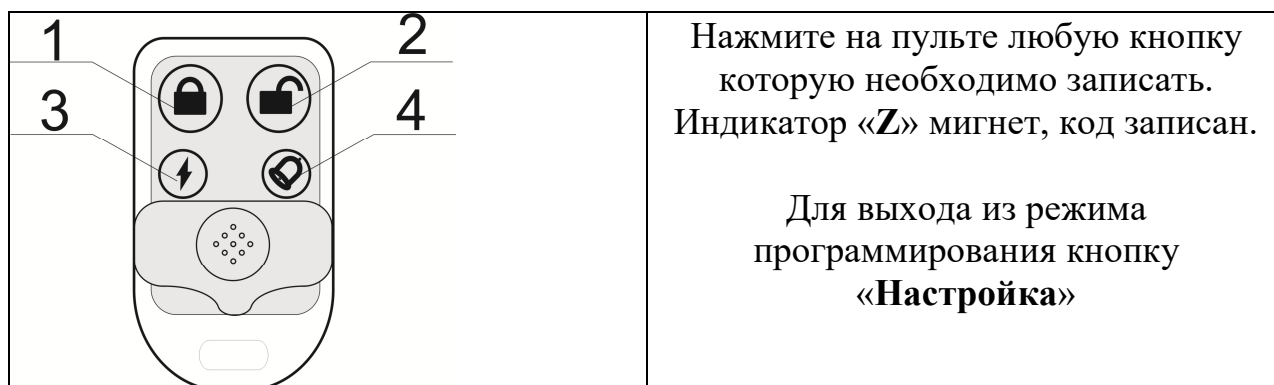 1
2
3
4
Нажмите на пульте любую кнопку
которую необходимо записать.
Индикатор «Z» мигнет, код записан.
Для выхода из режима
программирования кнопку
«Настройка»